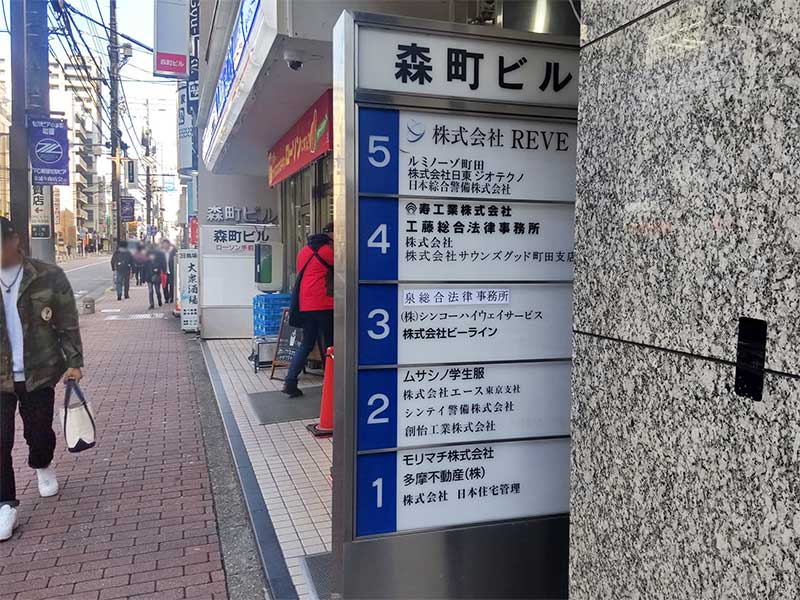 森町ビル
5
株式会社 REVE
ルミノーゾ町田
株式会社日東ジオテクノ
日本綜合警備株式会社
4
寿工業株式会社
工藤総合法律事務所
株式会社
株式会社サウンズグッド町田支店
3
泉総合法律事務所
(株)シンコーハイウェイサービス
株式会社ビーライン
2
ムサシノ学生服
株式会社エース 東京支社
シンテイ警備株式会社
創怡工業株式会社
1
モリマチ株式会社
多摩不動産(株)
株式会社 日本住宅管理
森町ビル
森町ビル
ローソン
大衆酒場